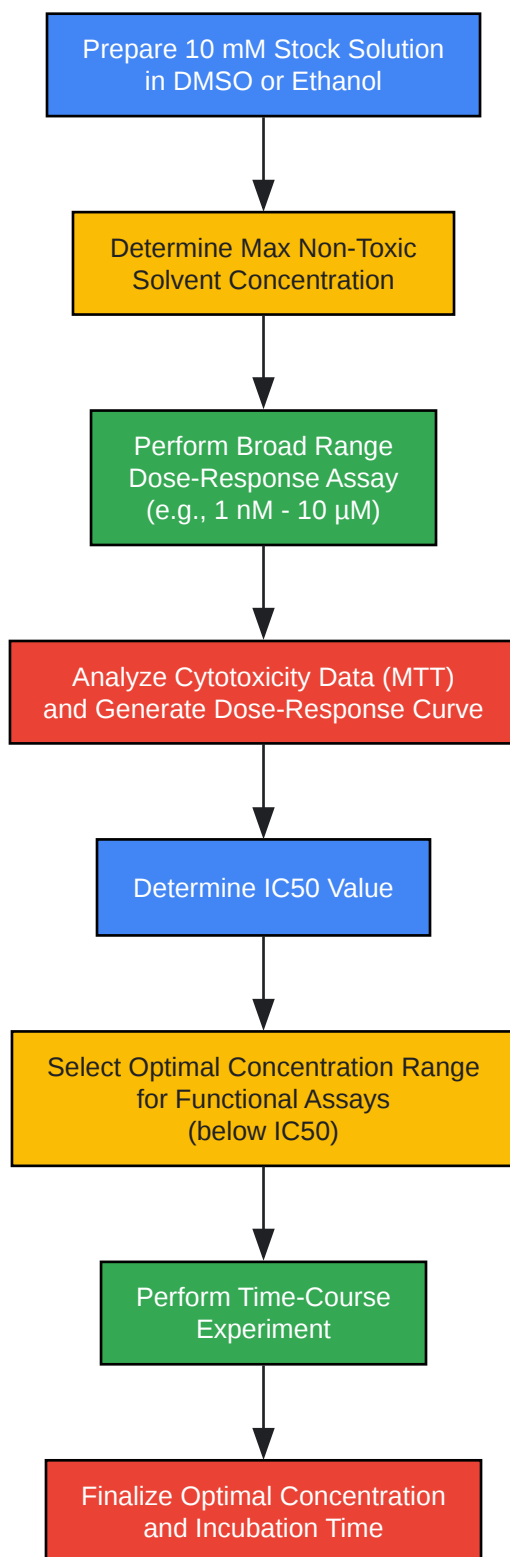 Prepare 10 mM Stock Solution
in DMSO or Ethanol
Determine Max Non-Toxic
Solvent Concentration
Perform Broad Range
Dose-Response Assay
(e.g., 1 nM - 10 µM)
Analyze Cytotoxicity Data (MTT)
and Generate Dose-Response Curve
Determine IC50 Value
Select Optimal Concentration Range
for Functional Assays
(below IC50)
Perform Time-Course
Experiment
Finalize Optimal Concentration
and Incubation Time